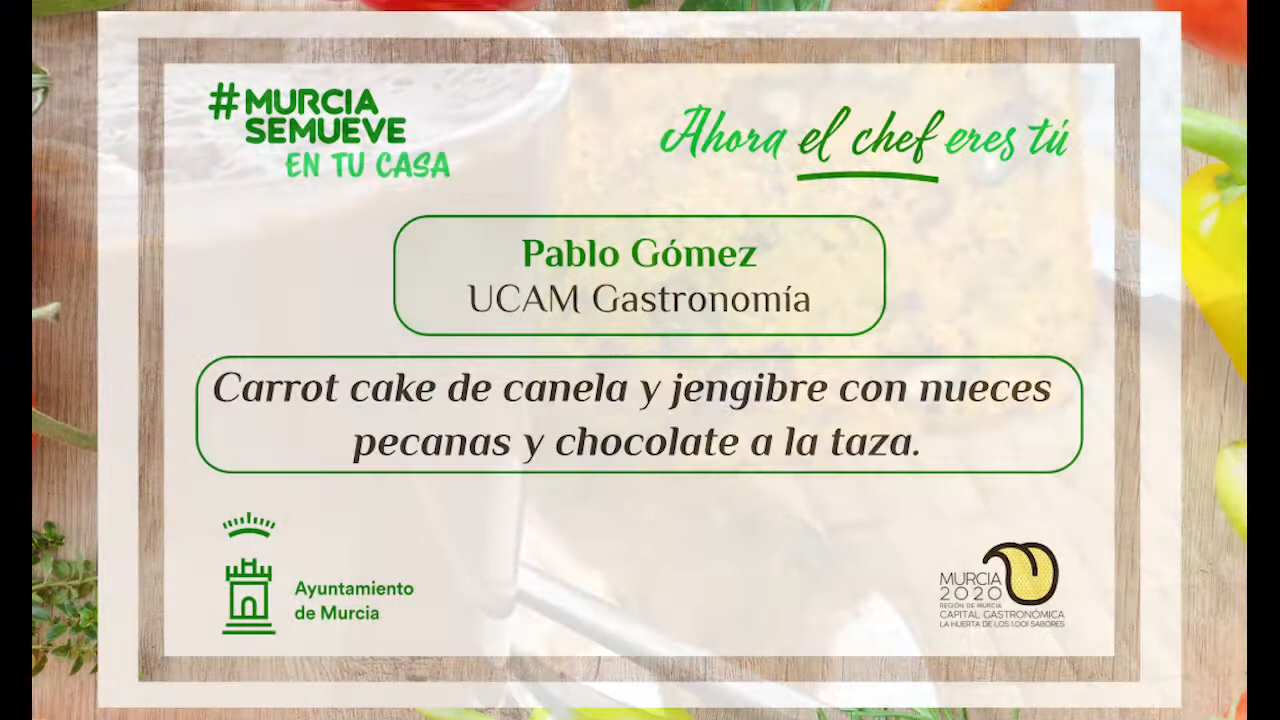 #MURCIA
SEMUEVE
EN TU CASA
Ahora el chef eres tú
Pablo Gómez
UCAM Gastronomía
Carrot cake de canela y jengibre con nueces
pecanas y chocolate a la taza.
Ayuntamiento
de Murcia
MURCIA
2020
REGIÓN DE MURCIA
CAPITAL GASTRONÓMICA
LA HUERTA DE LOS 1.001 SABORES